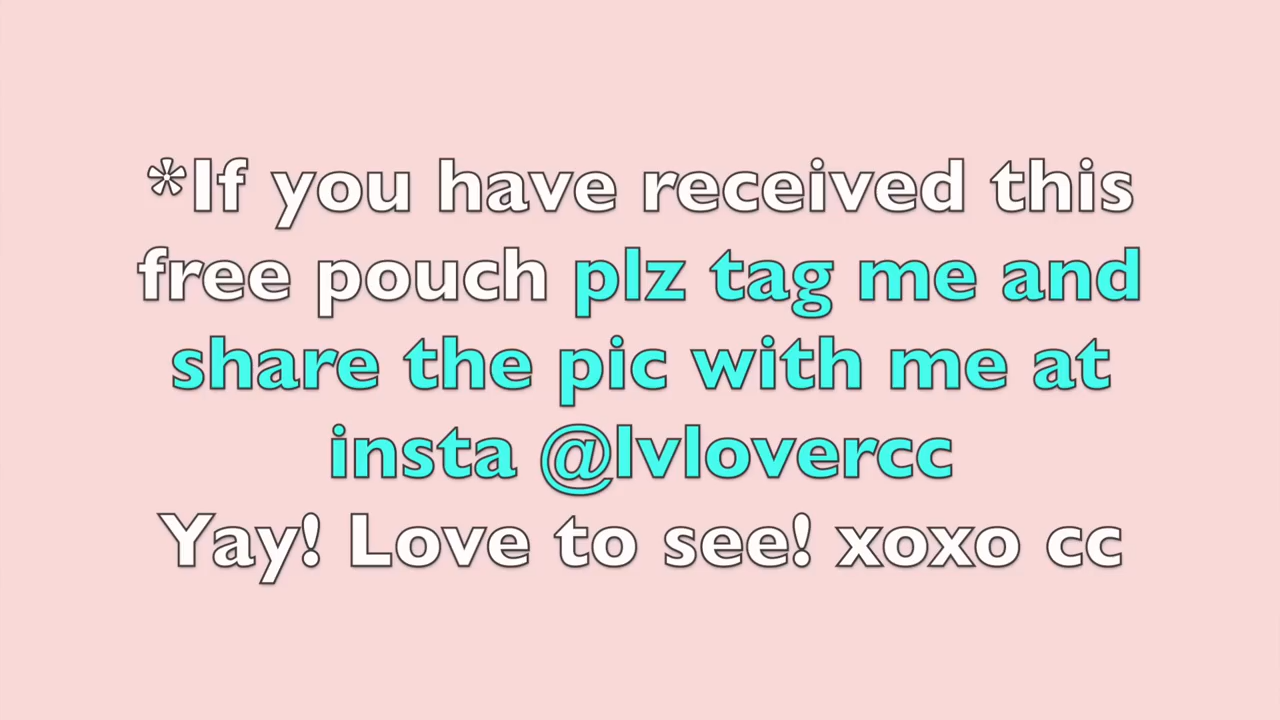 *If you have received this
free pouch plz tag me and
share the pic with me at
insta @lvlovercc
Yay! Love to see! xoxo cc